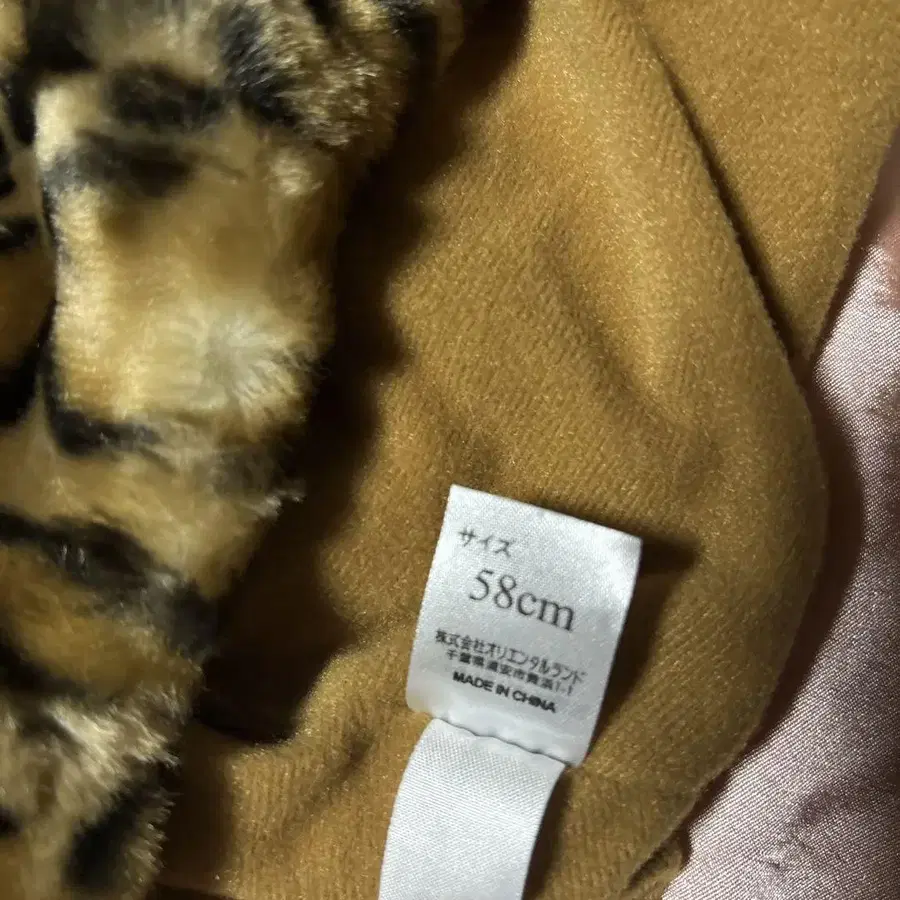 サイズ
58cm
株式会社オリエンタルランド
千葉県浦安市舞浜1-1
MADE IN CHINA